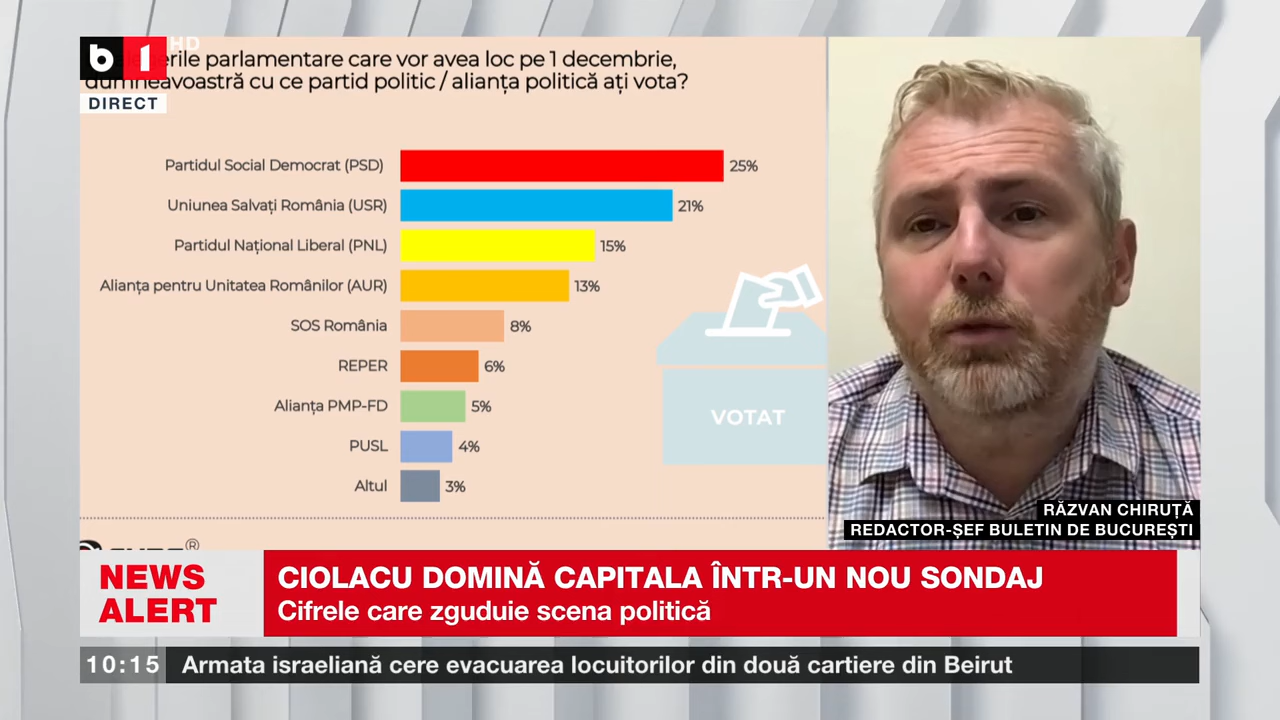 b 1 HD
erile parlamentare care vor avea loc pe 1 decembrie,
dumneavoastră cu ce partid politic / alianța politică ați vota?
DIRECT
Partidul Social Democrat (PSD) 25%
Uniunea Salvați România (USR) 21%
Partidul Național Liberal (PNL) 15%
Alianța pentru Unitatea Românilor (AUR) 13%
SOS România 8%
REPER 6%
Alianța PMP-FD 5%
PUSL 4%
Altul 3%
VOTAT
RĂZVAN CHIRUȚĂ
REDACTOR-ȘEF BULETIN DE BUCUREȘTI
NEWS
ALERT
CIOLACU DOMINĂ CAPITALA ÎNTR-UN NOU SONDAJ
Cifrele care zguduie scena politică
10:15 Armata israeliană cere evacuarea locuitorilor din două cartiere din Beirut